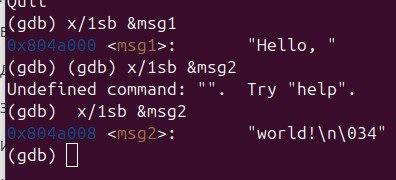 Quit
(gdb) x/1sb &msg1
0x804a000 <msg1>:       "Hello, "
(gdb) (gdb) x/1sb &msg2
Undefined command: "".  Try "help".
(gdb)  x/1sb &msg2
0x804a008 <msg2>:       "world!\n\034"
(gdb)